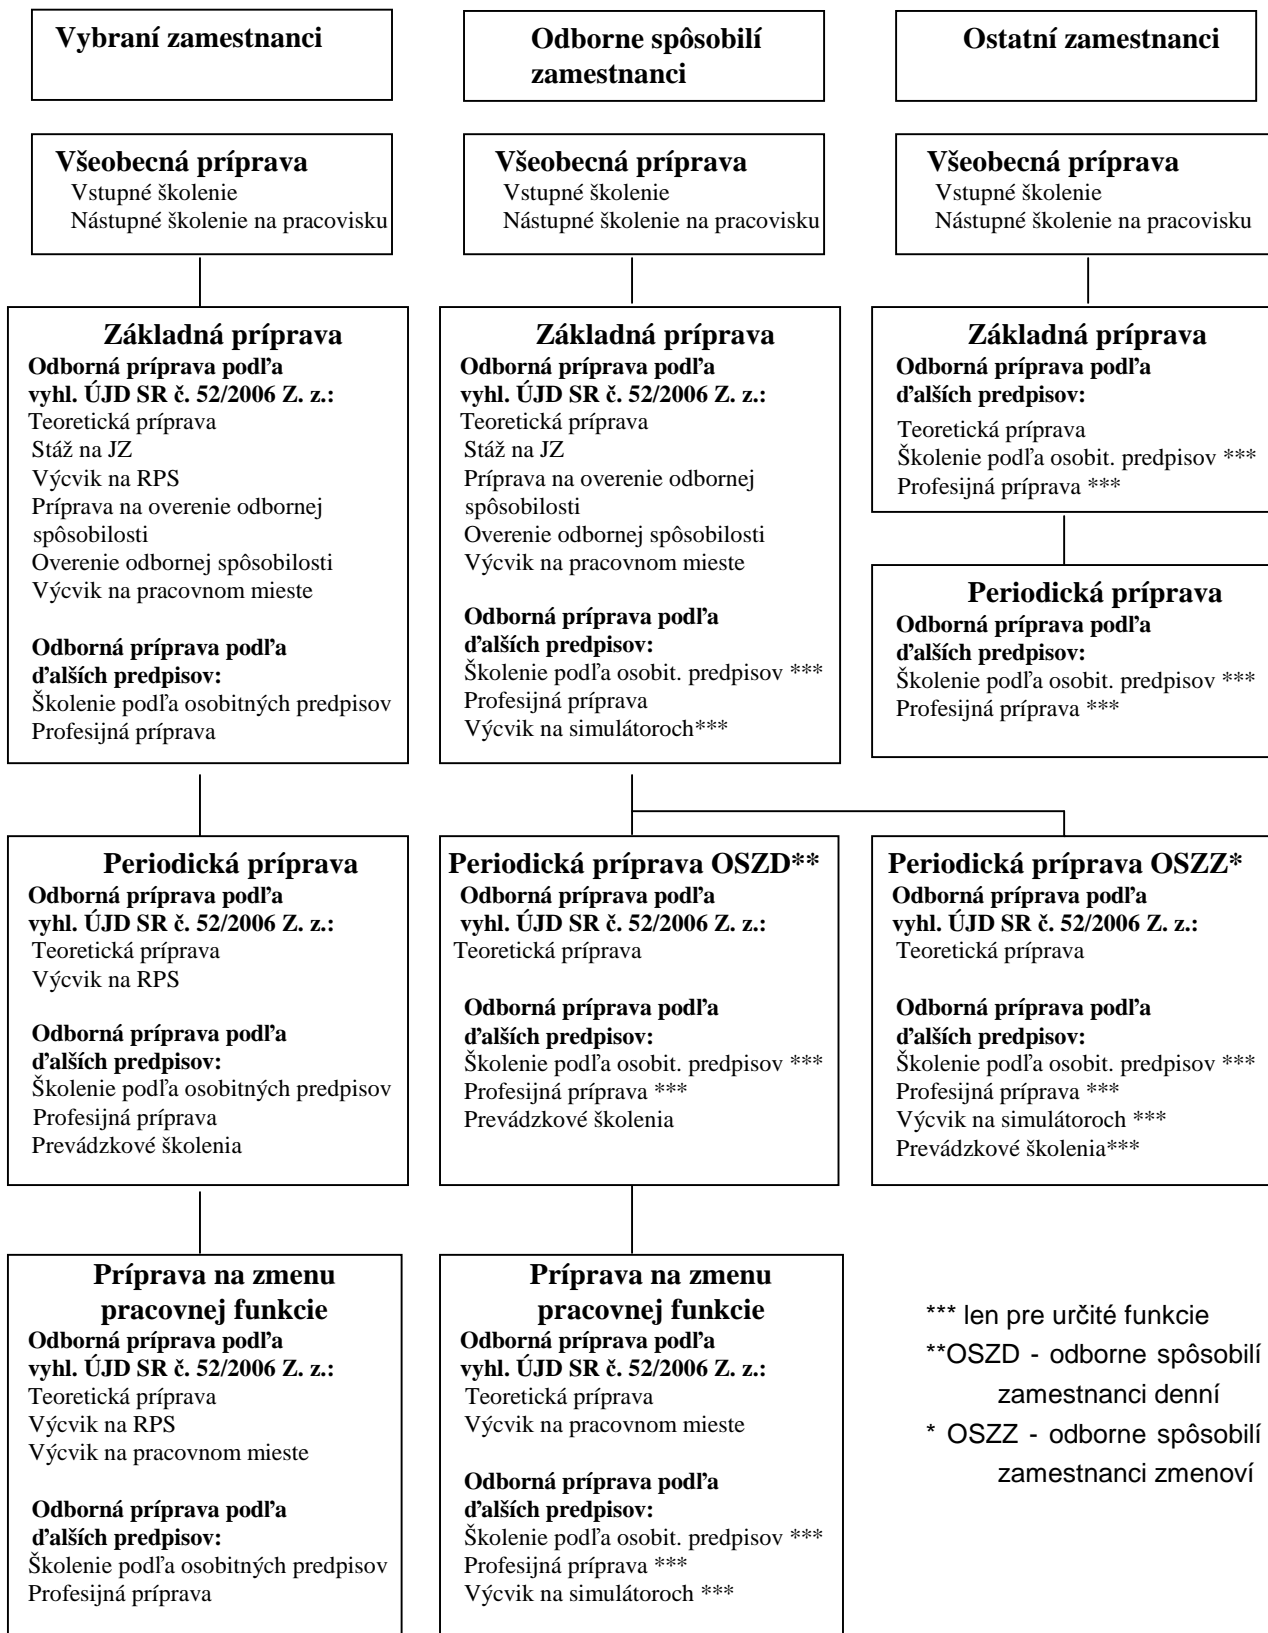 Vybraní zamestnanci
Odborne spôsobilí
zamestnanci
Ostatní zamestnanci
Všeobecná príprava
Vstupné školenie
Nástupné školenie na pracovisku
Všeobecná príprava
Vstupné školenie
Nástupné školenie na pracovisku
Všeobecná príprava
Vstupné školenie
Nástupné školenie na pracovisku
Základná príprava
Odborná príprava podľa
vyhl. ÚJD SR č. 52/2006 Z. z.:
Teoretická príprava
Stáž na JZ
Výcvik na RPS
Príprava na overenie odbornej
spôsobilosti
Overenie odbornej spôsobilosti
Výcvik na pracovnom mieste
Odborná príprava podľa
ďalších predpisov:
Školenie podľa osobitných predpisov
Profesijná príprava
Základná príprava
Odborná príprava podľa
vyhl. ÚJD SR č. 52/2006 Z. z.:
Teoretická príprava
Stáž na JZ
Príprava na overenie odbornej
spôsobilosti
Overenie odbornej spôsobilosti
Výcvik na pracovnom mieste
Odborná príprava podľa
ďalších predpisov:
Školenie podľa osobit. predpisov ***
Profesijná príprava
Výcvik na simulátoroch***
Základná príprava
Odborná príprava podľa
ďalších predpisov:
Teoretická príprava
Školenie podľa osobit. predpisov ***
Profesijná príprava ***
Periodická príprava
Odborná príprava podľa
ďalších predpisov:
Školenie podľa osobit. predpisov ***
Profesijná príprava ***
Periodická príprava
Odborná príprava podľa
vyhl. ÚJD SR č. 52/2006 Z. z.:
Teoretická príprava
Výcvik na RPS
Odborná príprava podľa
ďalších predpisov:
Školenie podľa osobitných predpisov
Profesijná príprava
Prevádzkové školenia
Periodická príprava OSZD**
Odborná príprava podľa
vyhl. ÚJD SR č. 52/2006 Z. z.:
Teoretická príprava
Odborná príprava podľa
ďalších predpisov:
Školenie podľa osobit. predpisov ***
Profesijná príprava ***
Prevádzkové školenia
Periodická príprava OSZZ*
Odborná príprava podľa
vyhl. ÚJD SR č. 52/2006 Z. z.:
Teoretická príprava
Odborná príprava podľa
ďalších predpisov:
Školenie podľa osobit. predpisov ***
Profesijná príprava ***
Výcvik na simulátoroch ***
Prevádzkové školenia***
Príprava na zmenu
pracovnej funkcie
Odborná príprava podľa
vyhl. ÚJD SR č. 52/2006 Z. z.:
Teoretická príprava
Výcvik na RPS
Výcvik na pracovnom mieste
Odborná príprava podľa
ďalších predpisov:
Školenie podľa osobitných predpisov
Profesijná príprava
Príprava na zmenu
pracovnej funkcie
Odborná príprava podľa
vyhl. ÚJD SR č. 52/2006 Z. z.:
Teoretická príprava
Výcvik na pracovnom mieste
Odborná príprava podľa
ďalších predpisov:
Školenie podľa osobit. predpisov ***
Profesijná príprava ***
Výcvik na simulátoroch ***
*** len pre určité funkcie
**OSZD - odborne spôsobilí
zamestnanci denní
* OSZZ - odborne spôsobilí
zamestnanci zmenoví